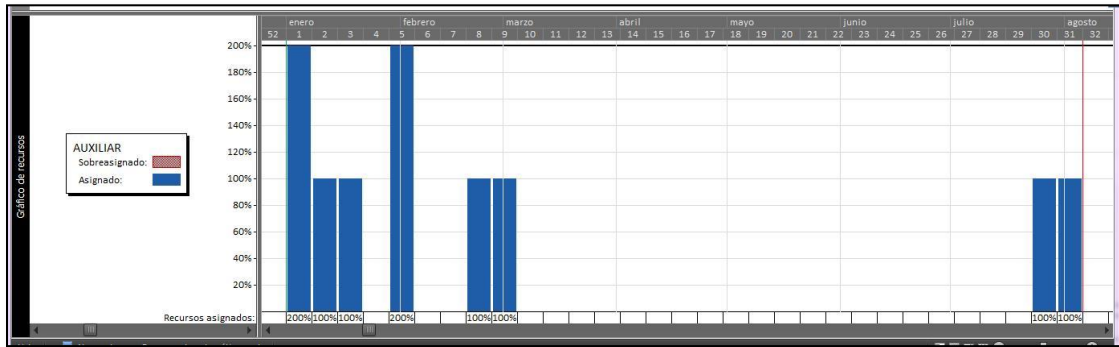 enero febrero marzo abril mayo junio julio agosto
52 1 2 3 4 5 6 7 8 9 10 11 12 13 14 15 16 17 18 19 20 21 22 23 24 25 26 27 28 29 30 31 32
200%
180%
160%
140%
120%
100%
80%
60%
40%
20%
Gráfico de recursos
AUXILIAR
Sobreasignado:
Asignado:
Recursos asignados: 200% 100% 100% 200% 100% 100% 100% 100%